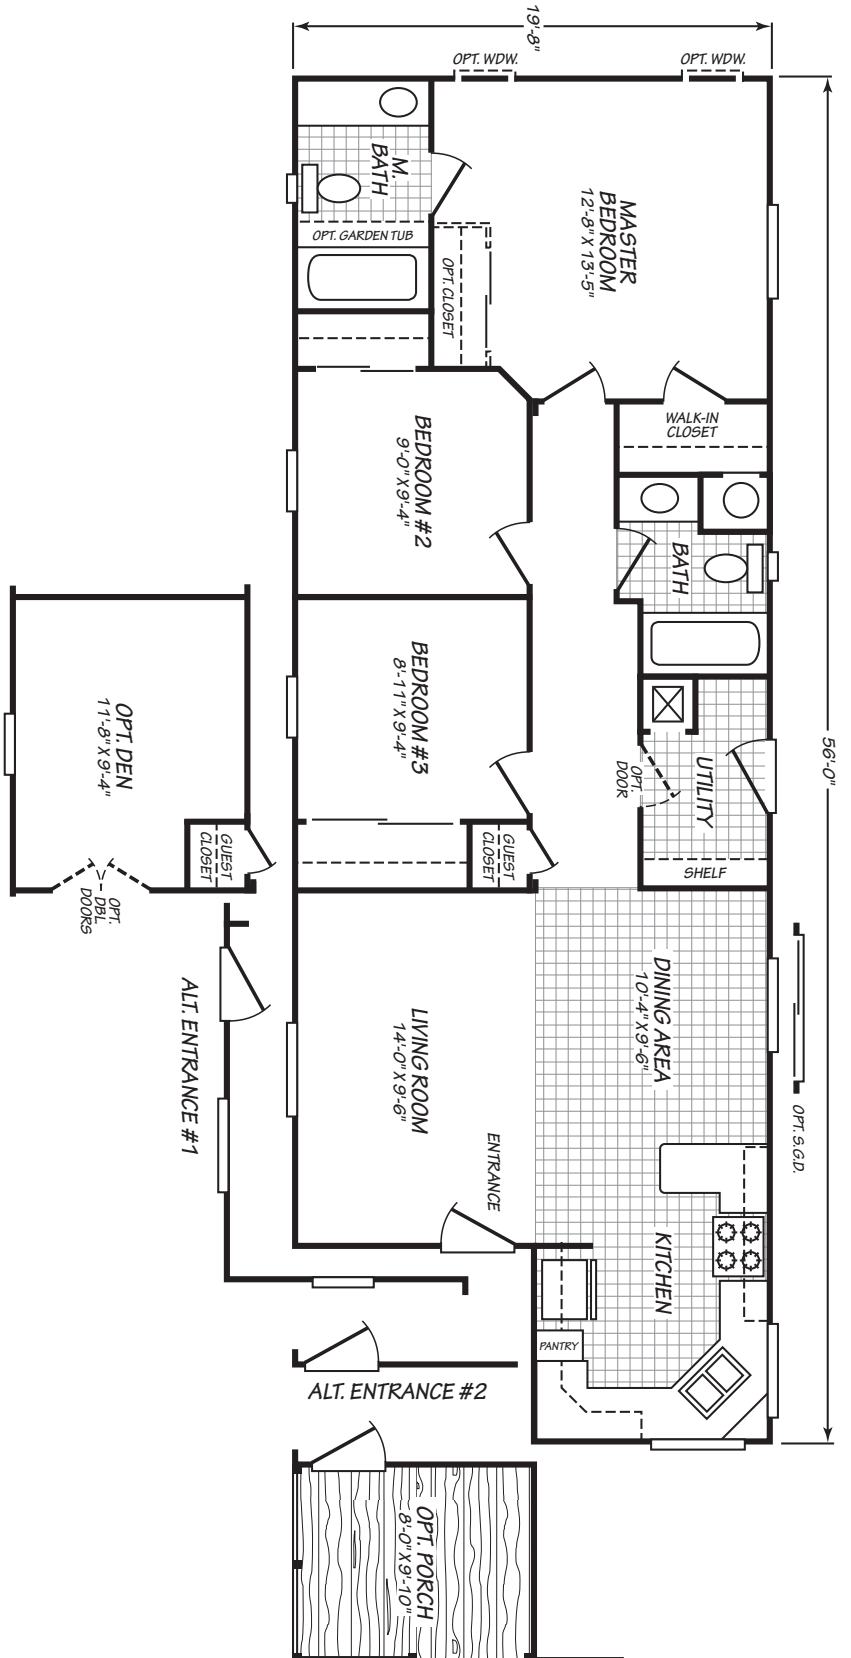 19'-8"
OPT. WDW.
OPT. WDW.
M.
BATH
OPT. GARDEN TUB
MASTER
BEDROOM
12'-8" X 13'-5"
OPT. CLOSET
WALK-IN
CLOSET
BEDROOM #2
9'-0" X 9'-4"
BATH
56'-0"
OPT. DEN
11'-8" X 9'-4"
GUEST
CLOSET
OPT.
DBL.
DOORS
BEDROOM #3
8'-11" X 9'-4"
GUEST
CLOSET
OPT.
DOOR
UTILITY
SHELF
ALT. ENTRANCE #1
LIVING ROOM
14'-0" X 9'-6"
ENTRANCE
DINING AREA
10'-4" X 9'-6"
OPT. S.G.D.
KITCHEN
PANTRY
ALT. ENTRANCE #2
OPT. PORCH
8'-0" X 9'-10"